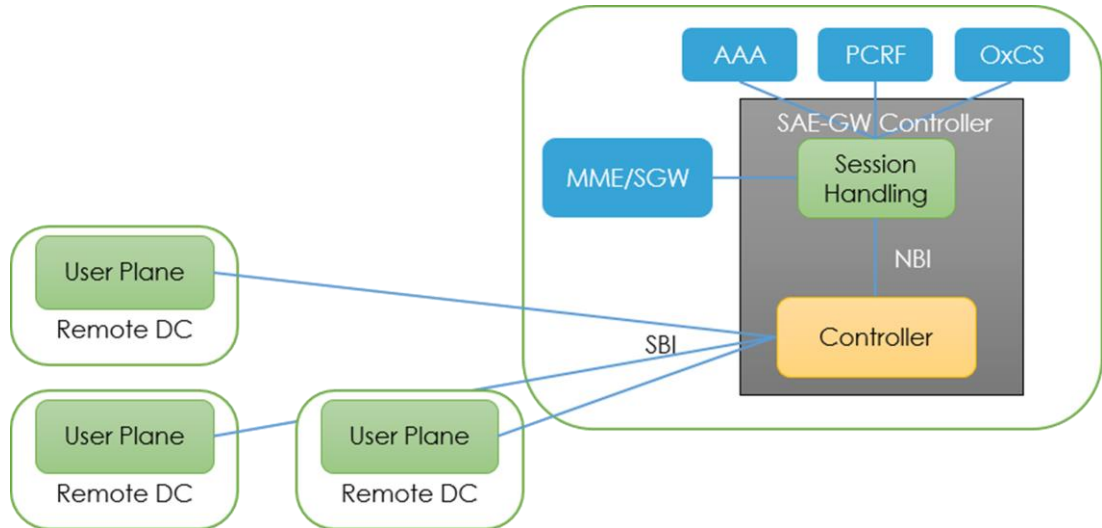 AAA
PCRF
OxCS
SAE-GW Controller
MME/SGW
Session
Handling
NBI
User Plane
Remote DC
SBI
Controller
User Plane
Remote DC
User Plane
Remote DC